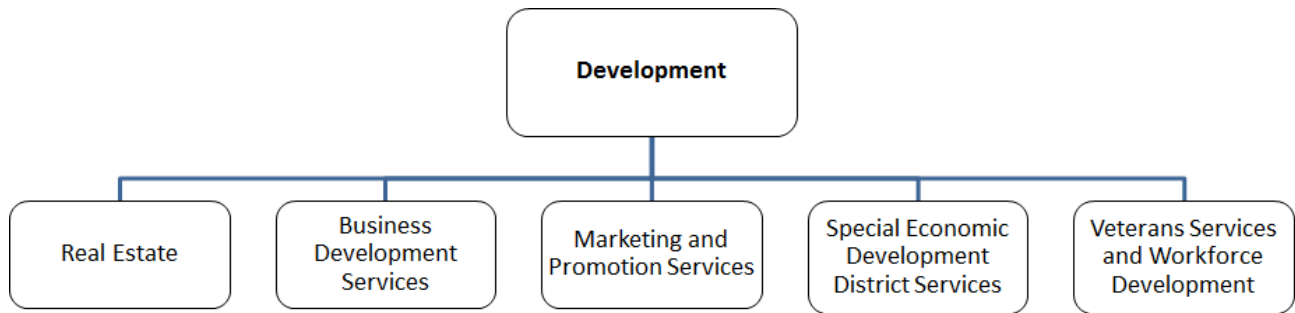 Development
Real Estate
Business
Development
Services
Marketing and
Promotion Services
Special Economic
Development
District Services
Veterans Services
and Workforce
Development